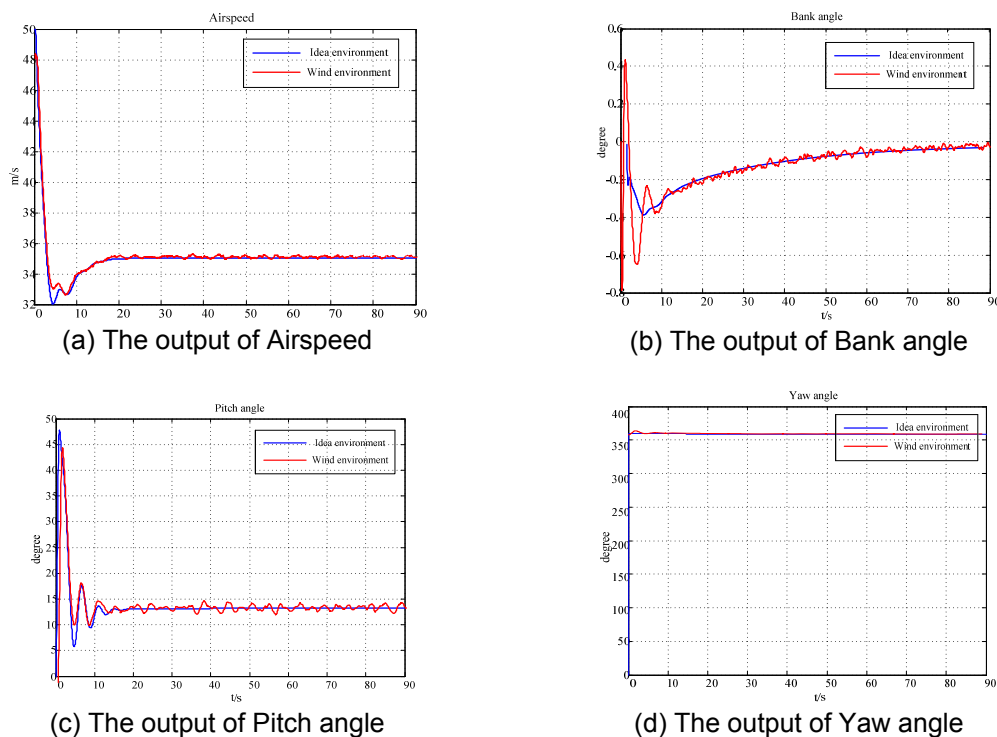 Airspeed
50
48
46
44
42
40
38
36
34
32
m/s
Idea environment
Wind environment
0 10 20 30 40 50 60 70 80 90
t/s
(a) The output of Airspeed
Bank angle
0.6
0.4
0.2
0
-0.2
-0.4
-0.6
-0.8
degree
Idea environment
Wind environment
0 10 20 30 40 50 60 70 80 90
t/s
(b) The output of Bank angle
Pitch angle
50
45
40
35
30
25
20
15
10
5
0
degree
Idea environment
Wind environment
0 10 20 30 40 50 60 70 80 90
t/s
(c) The output of Pitch angle
Yaw angle
400
350
300
250
200
150
100
50
0
degree
Idea environment
Wind environment
0 10 20 30 40 50 60 70 80 90
t/s
(d) The output of Yaw angle